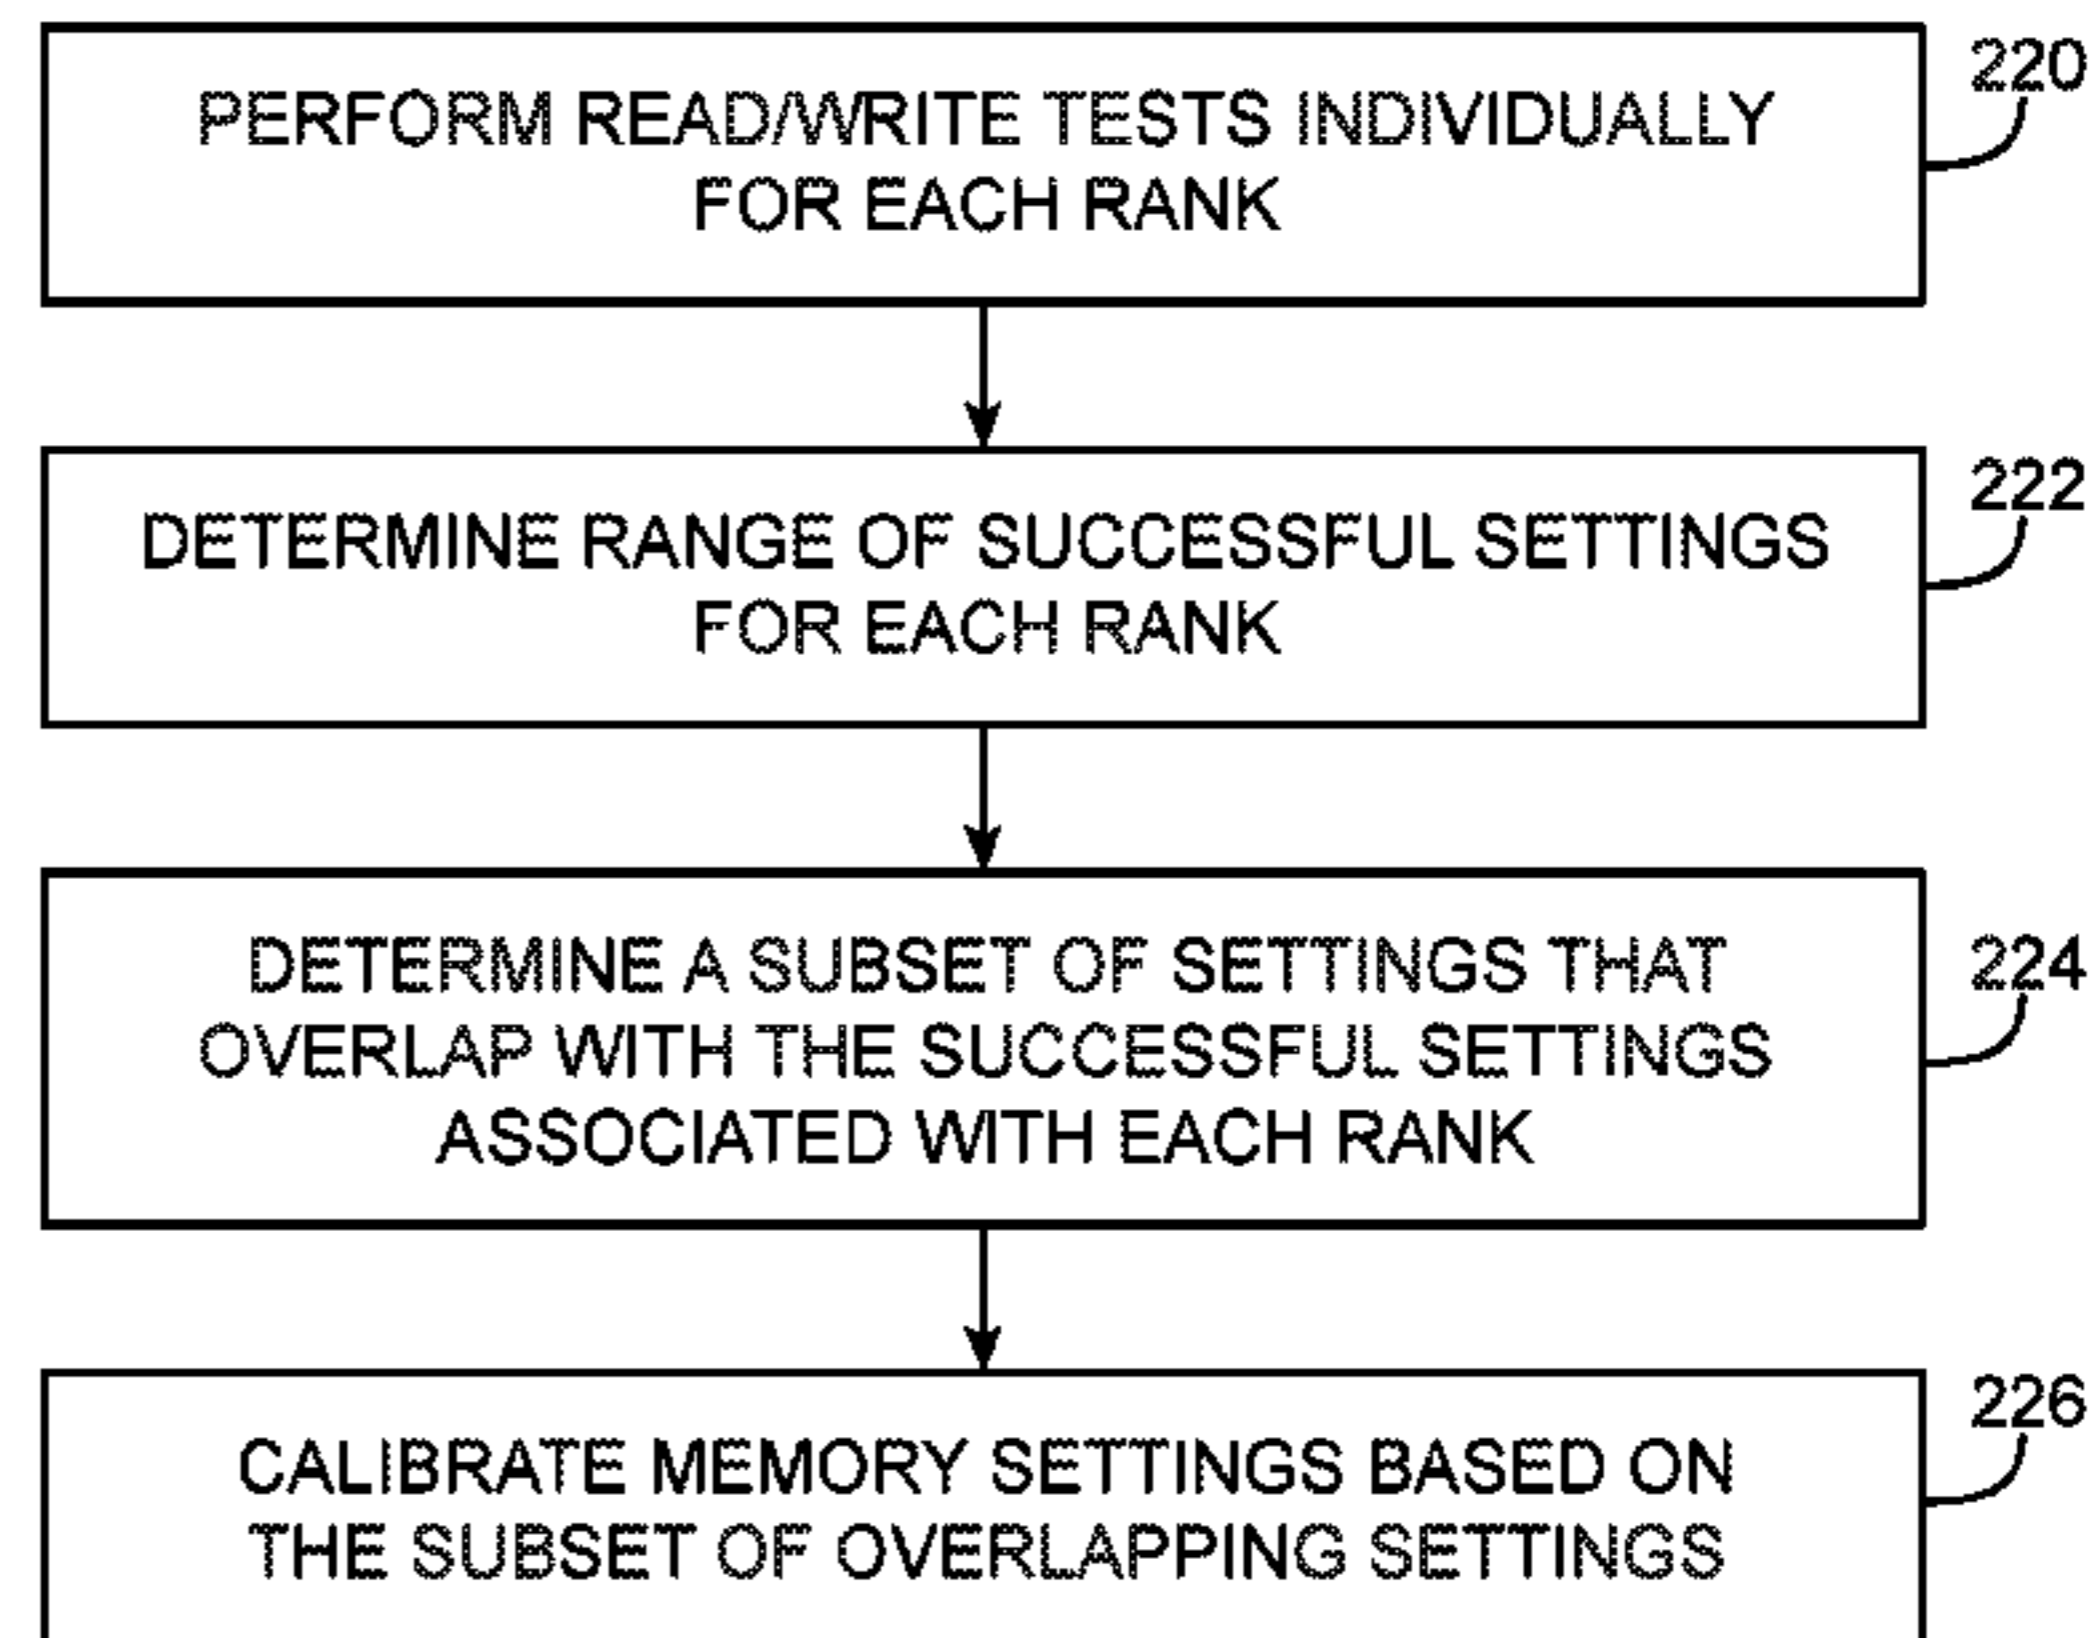 220
PERFORM READ/WRITE TESTS INDIVIDUALLY
FOR EACH RANK
222
DETERMINE RANGE OF SUCCESSFUL SETTINGS
FOR EACH RANK
224
DETERMINE A SUBSET OF SETTINGS THAT
OVERLAP WITH THE SUCCESSFUL SETTINGS
ASSOCIATED WITH EACH RANK
226
CALIBRATE MEMORY SETTINGS BASED ON
THE SUBSET OF OVERLAPPING SETTINGS